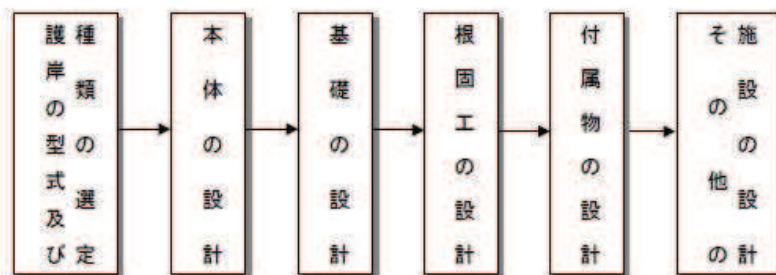 護岸の型式及び
種類の選定
本体の設計
基礎の設計
根固工の設計
付属物の設計
その他の
施設の設計